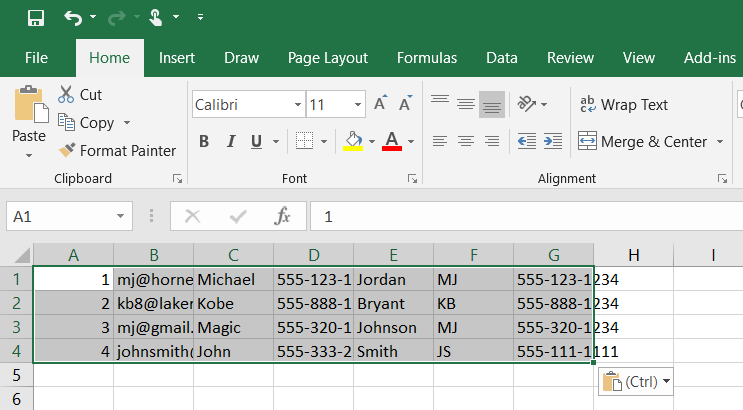 File Home Insert Draw Page Layout Formulas Data Review View Add-ins
Paste
Cut
Copy
Format Painter
Calibri 11 A A
B I U A
ab Wrap Text
Merge & Center
Clipboard Font Alignment
A1 fx 1
A B C D E F G H I
1 1 mj@horne Michael 555-123-1 Jordan MJ 555-123-1234
2 2 kb8@laker Kobe 555-888-1 Bryant KB 555-888-1234
3 3 mj@gmail. Magic 555-320-1 Johnson MJ 555-320-1234
4 4 johnsmith@ John 555-333-2 Smith JS 555-111-1111
5 (Ctrl)
6